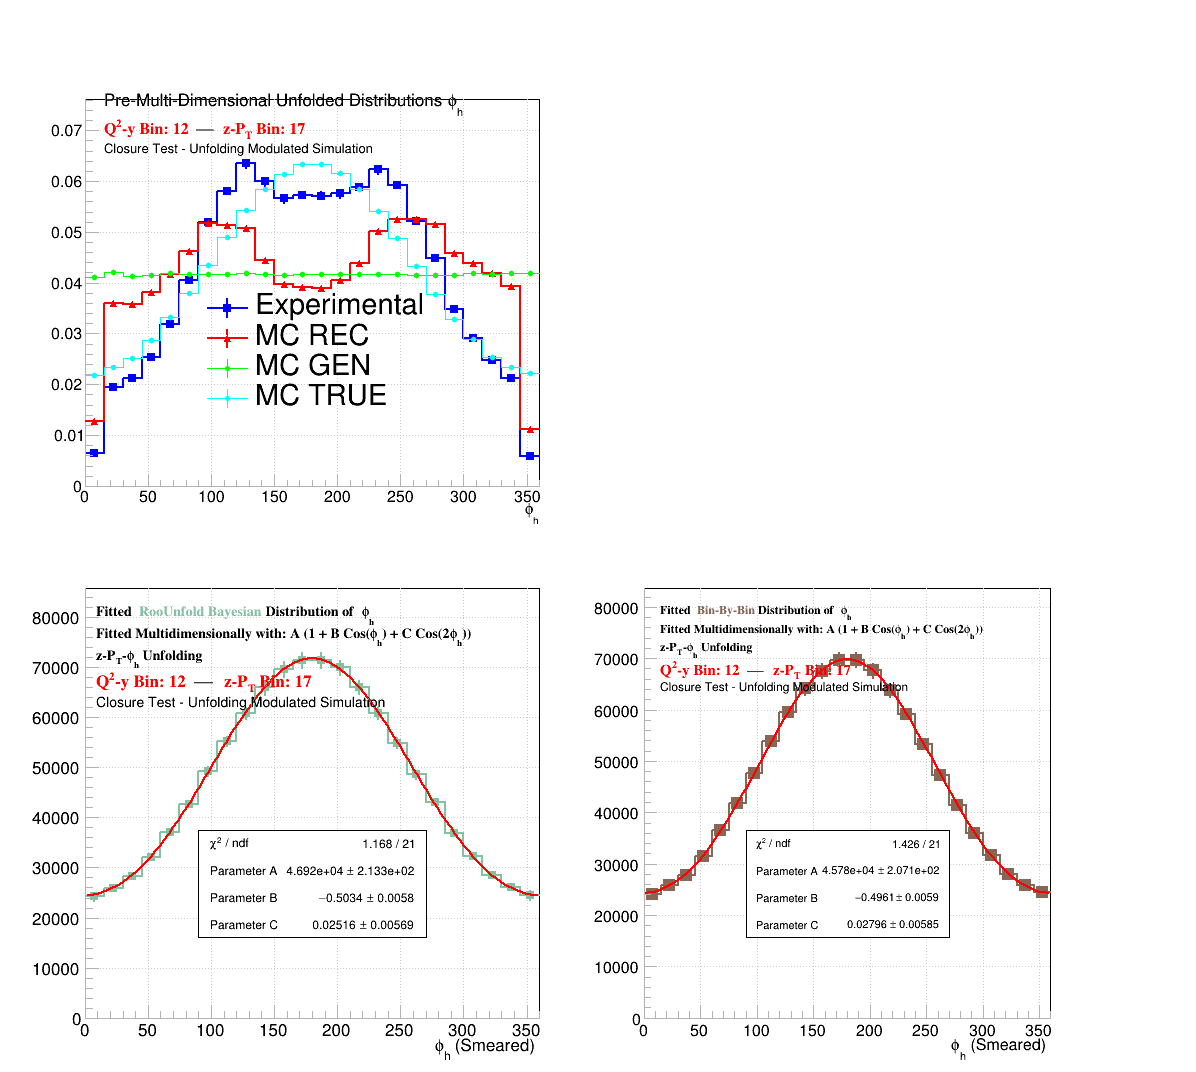 Pre-Multi-Dimensional Unfolded Distributions ϕh
Q²-y Bin: 12 — z-PT Bin: 17
Closure Test - Unfolding Modulated Simulation
0.07
0.06
0.05
0.04
0.03
0.02
0.01
0
Experimental
MC REC
MC GEN
MC TRUE
0 50 100 150 200 250 300 350
ϕh
Fitted RooUnfold Bayesian Distribution of ϕh
Fitted Multidimensionally with: A (1 + B Cos(ϕh) + C Cos(2ϕh))
z-PT-ϕh Unfolding
Q²-y Bin: 12 — z-PT Bin: 17
Closure Test - Unfolding Modulated Simulation
80000
70000
60000
50000
40000
30000
20000
10000
0
χ² / ndf 1.168 / 21
Parameter A 4.692e+04 ± 2.133e+02
Parameter B −0.5034 ± 0.0058
Parameter C 0.02516 ± 0.00569
0 50 100 150 200 250 300 350
ϕh (Smeared)
Fitted Bin-By-Bin Distribution of ϕh
Fitted Multidimensionally with: A (1 + B Cos(ϕh) + C Cos(2ϕh))
z-PT-ϕh Unfolding
Q²-y Bin: 12 — z-PT Bin: 17
Closure Test - Unfolding Modulated Simulation
80000
70000
60000
50000
40000
30000
20000
10000
0
χ² / ndf 1.426 / 21
Parameter A 4.578e+04 ± 2.071e+02
Parameter B −0.4961 ± 0.0059
Parameter C 0.02796 ± 0.00585
0 50 100 150 200 250 300 350
ϕh (Smeared)